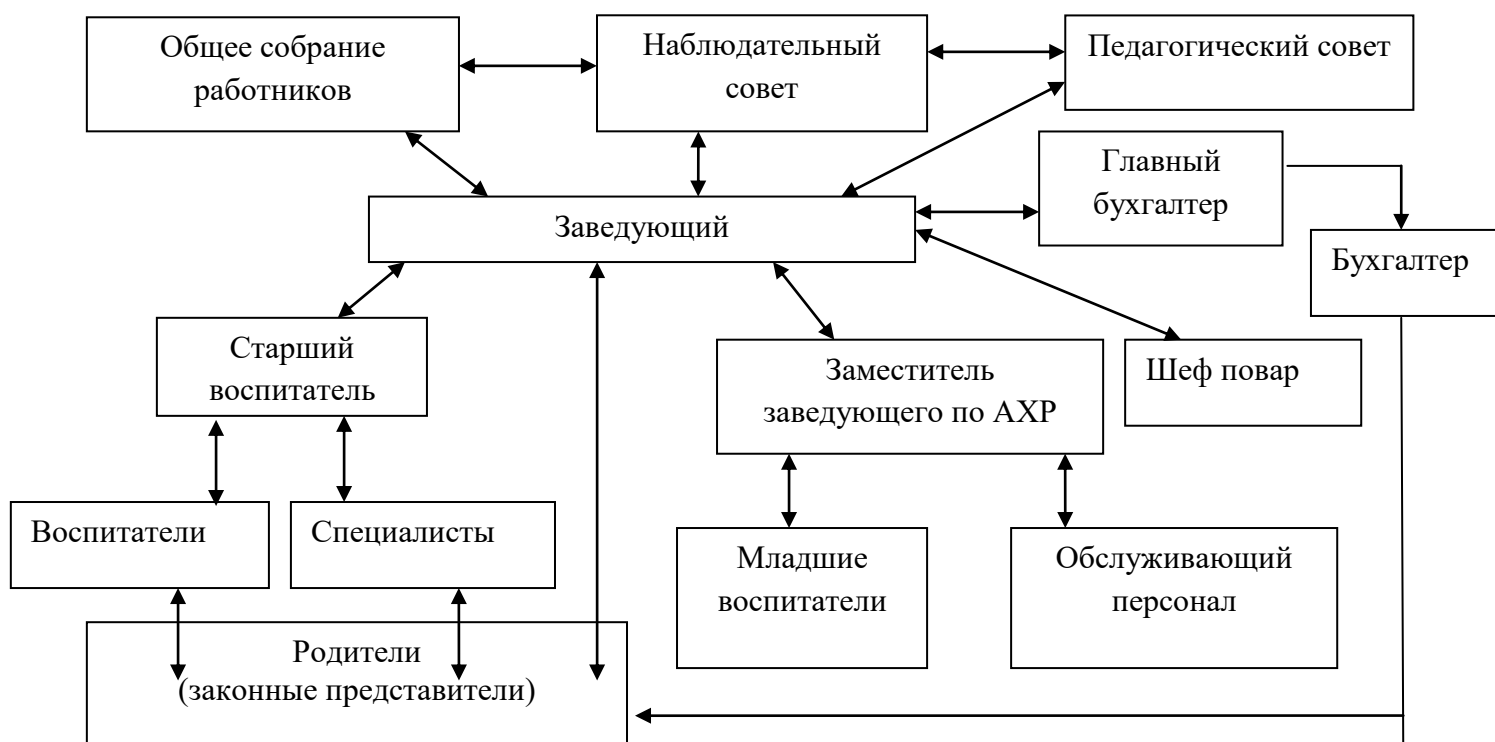 Общее собрание
работников
Наблюдательный
совет
Педагогический совет
Главный
бухгалтер
Заведующий
Бухгалтер
Старший
воспитатель
Заместитель
заведующего по АХР
Шеф повар
Воспитатели
Специалисты
Младшие
воспитатели
Обслуживающий
персонал
Родители
(законные представители)